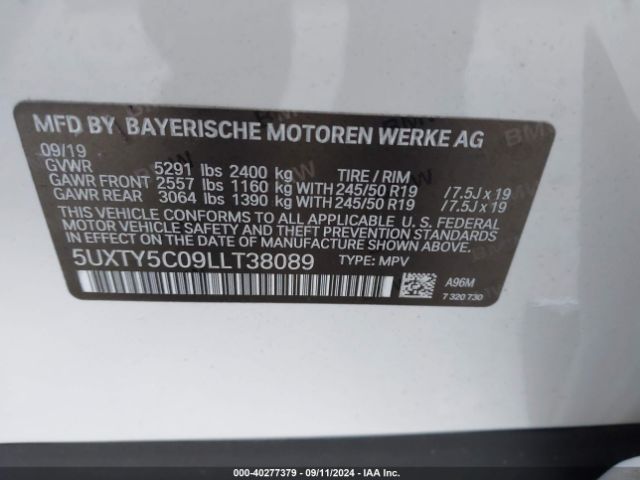 MFD BY BAYERISCHE MOTOREN WERKE AG
09/19
GVWR 5291 lbs 2400 kg TIRE / RIM
GAWR FRONT 2557 lbs 1160 kg WITH 245/50 R19 / 7.5J x 19
GAWR REAR 3064 lbs 1390 kg WITH 245/50 R19 / 7.5J x 19
THIS VEHICLE CONFORMS TO ALL APPLICABLE U. S. FEDERAL
MOTOR VEHICLE SAFETY, BUMPER, AND THEFT PREVENTION
STANDARDS IN EFFECT ON THE DATE OF MANUFACTURE SHOWN ABOVE.
5UXTY5C09LLT38089 TYPE: MPV
A96M
7 320 730
000-40277379 - 09/11/2024 - IAA Inc.